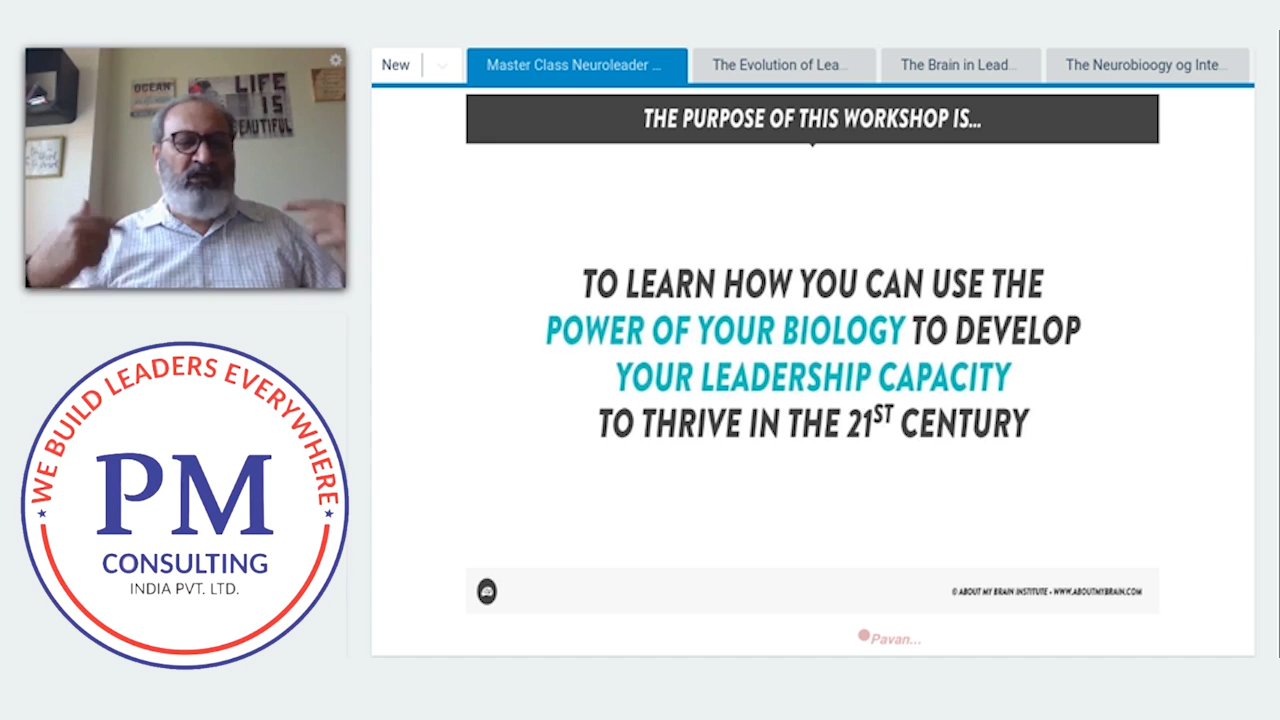 OCEAN
LIFE
IS
BEAUTIFUL
WE BUILD LEADERS EVERYWHERE
PM
CONSULTING
INDIA PVT. LTD.
New
Master Class Neuroleader ...
The Evolution of Lea...
The Brain in Lead...
The Neurobioogy og Inte...
THE PURPOSE OF THIS WORKSHOP IS...
TO LEARN HOW YOU CAN USE THE
POWER OF YOUR BIOLOGY TO DEVELOP
YOUR LEADERSHIP CAPACITY
TO THRIVE IN THE 21ST CENTURY
© ABOUT MY BRAIN INSTITUTE - WWW.ABOUTMYBRAIN.COM
Pavan...